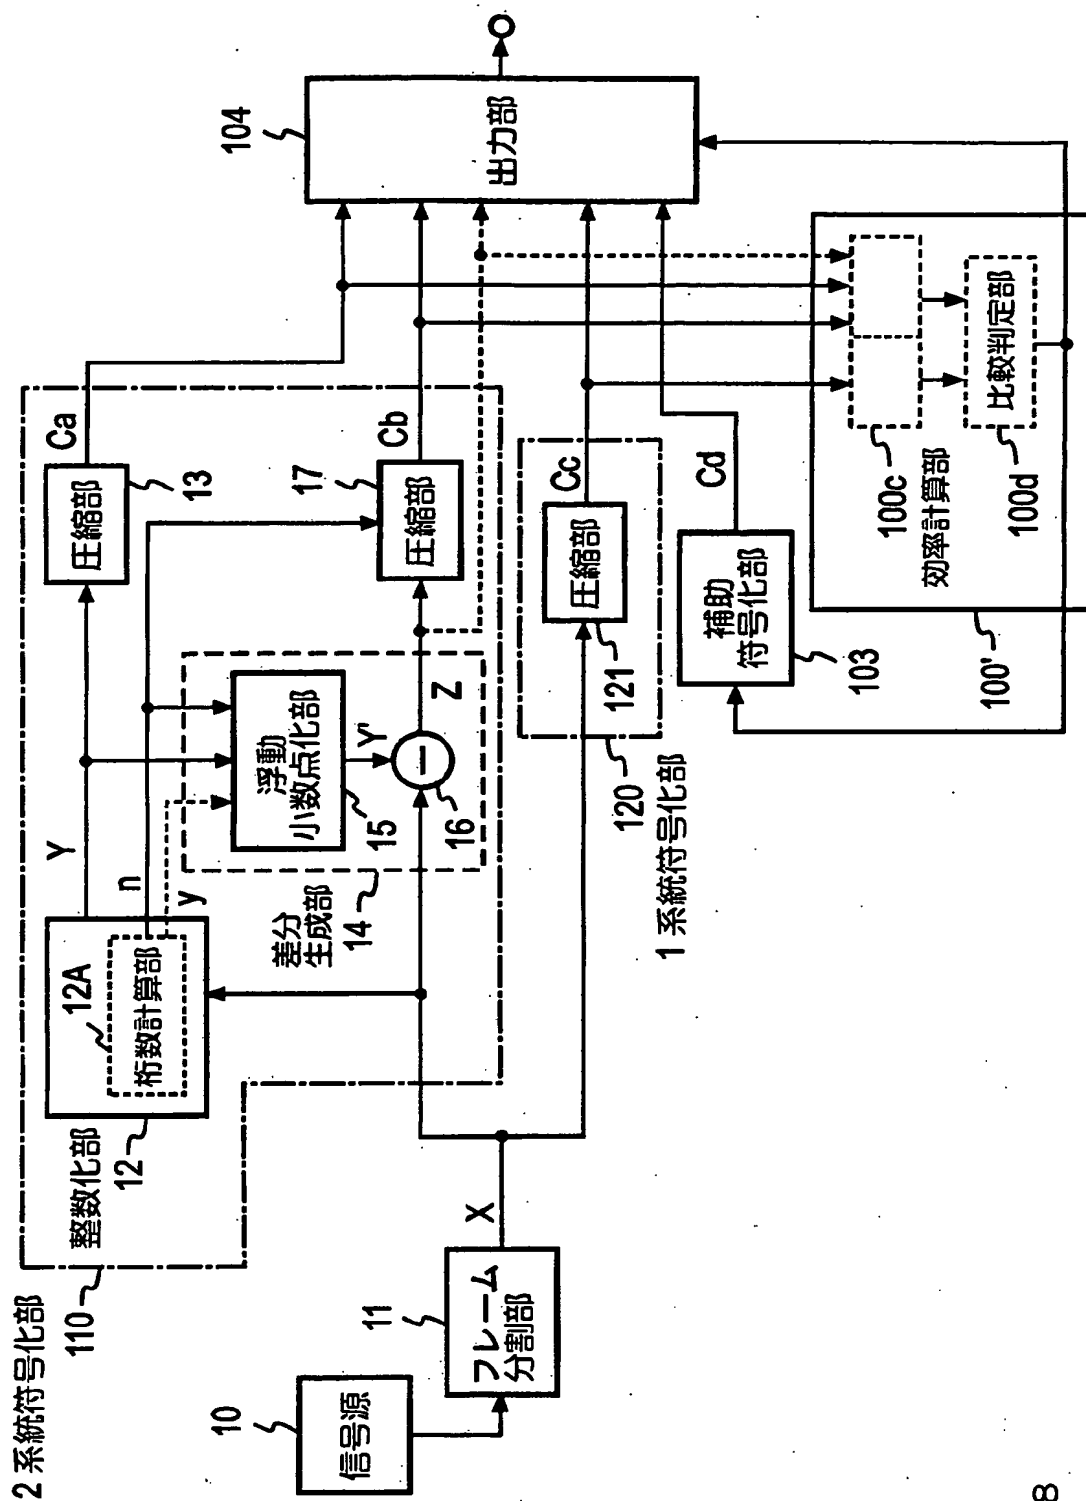 2 系統符号化部
110
整数化部
12
12A
桁数計算部
Y
n
y
圧縮部
13
Ca
差分
生成部
14
浮動
小数点化部
15
Y'
16
Z
17
圧縮部
Cb
10
信号源
11
フレーム
分割部
X
1 系統符号化部
120
121
圧縮部
Cc
103
補助
符号化部
Cd
100'
効率計算部
100c
100d
比較判定部
104
出力部
8